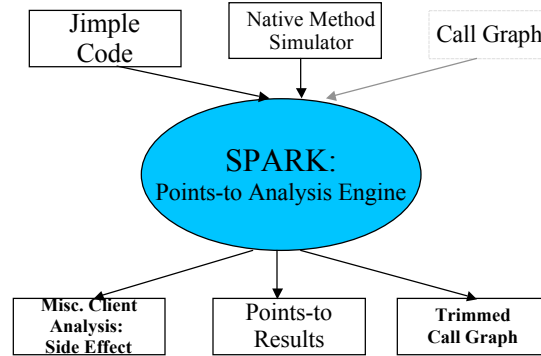 Jimple
Code
Native Method
Simulator
Call Graph
SPARK:
Points-to Analysis Engine
Misc. Client
Analysis:
Side Effect
Points-to
Results
Trimmed
Call Graph